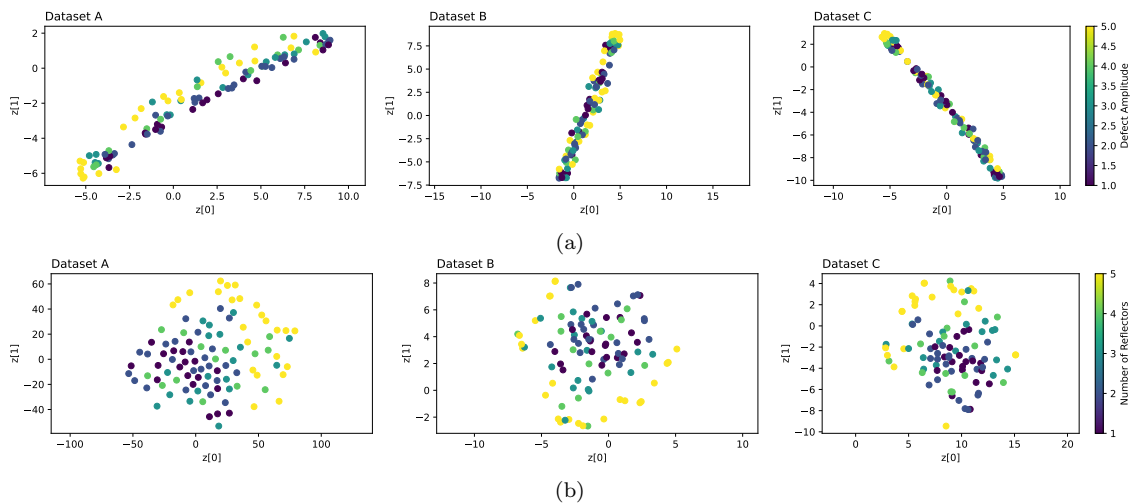 Dataset A Dataset B Dataset C
2 0 −2 −4 −6
z[1]
−5.0 −2.5 0.0 2.5 5.0 7.5 10.0
z[0]
7.5 5.0 2.5 0.0 −2.5 −5.0 −7.5
z[1]
−10 −5 0 5 10 15
z[0]
2 0 −2 −4 −6 −8 −10
z[1]
−10 −5 0 5 10
z[0]
5.0 4.5 4.0 3.5 3.0 2.5 2.0 1.5 1.0
Defect Amplitude
(a)
Dataset A Dataset B Dataset C
60 40 20 0 −20 −40
z[1]
−100 −50 0 50 100
z[0]
8 6 4 2 0 −2
z[1]
−10 −5 0 5 10
z[0]
4 2 0 −2 −4 −6 −8 −10
z[1]
0 5 10 15 20
z[0]
5 4 3 2 1
Number of Reflectors
(b)